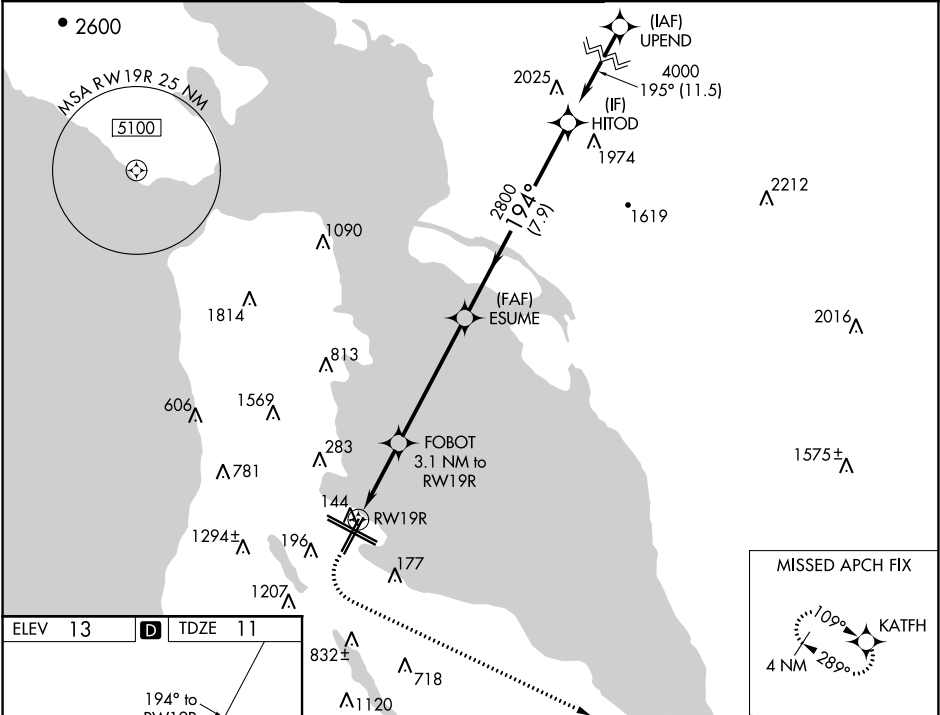 2600
MSA RW19R 25 NM
5100
(IAF)
UPEND
4000
195° (11.5)
2025
(IF)
HITOD
1974
2800
194°
(7.9)
1619
2212
1090
1814
(FAF)
ESUME
2016
813
606
1569
FOBOT
3.1 NM to
RW19R
283
781
1575±
144
RW19R
1294±
196
177
1207
MISSED APCH FIX
109°
KATFH
4 NM
289°
ELEV 13
D
TDZE 11
832±
718
1120
194° to
RW19R